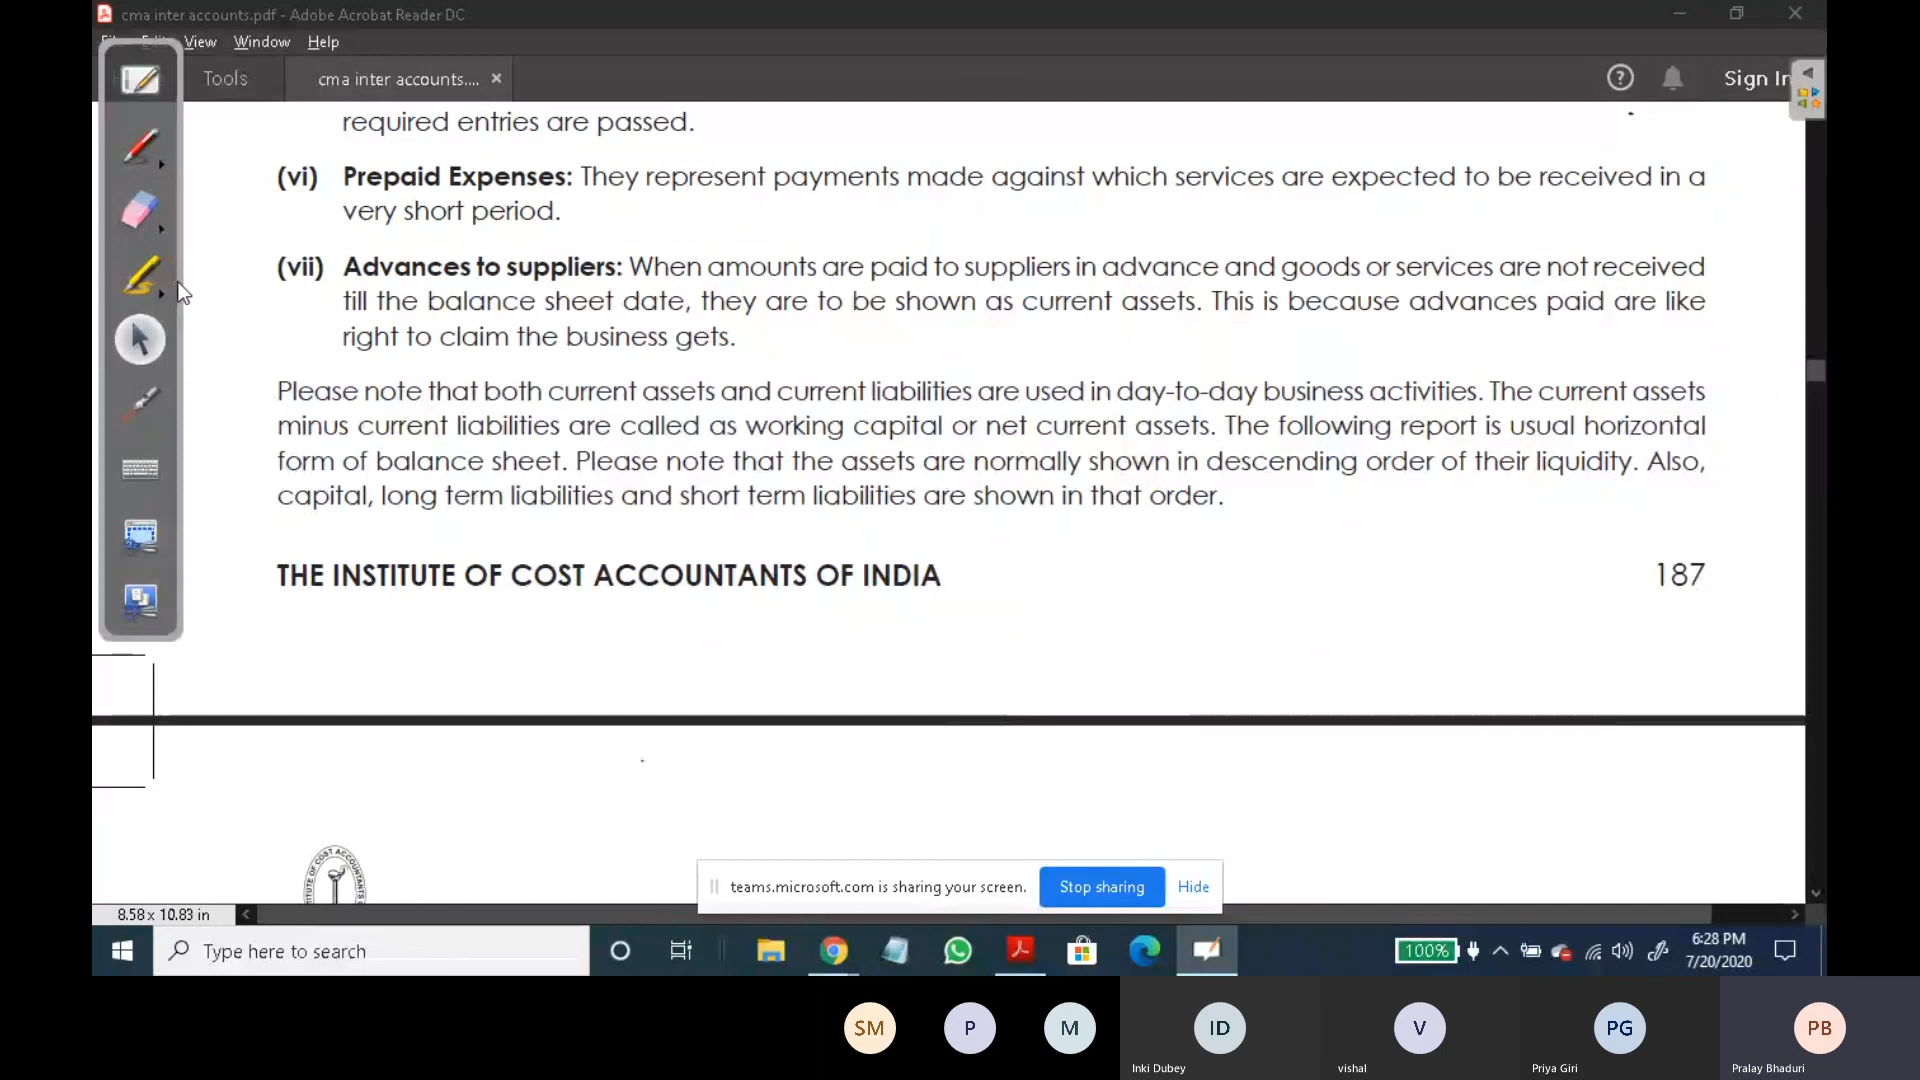 cma inter accounts.pdf - Adobe Acrobat Reader DC
View Window Help
Tools cma inter accounts.... × Sign In
required entries are passed.
(vi) Prepaid Expenses: They represent payments made against which services are expected to be received in a
very short period.
(vii) Advances to suppliers: When amounts are paid to suppliers in advance and goods or services are not received
till the balance sheet date, they are to be shown as current assets. This is because advances paid are like
right to claim the business gets.
Please note that both current assets and current liabilities are used in day-to-day business activities. The current assets
minus current liabilities are called as working capital or net current assets. The following report is usual horizontal
form of balance sheet. Please note that the assets are normally shown in descending order of their liquidity. Also,
capital, long term liabilities and short term liabilities are shown in that order.
THE INSTITUTE OF COST ACCOUNTANTS OF INDIA 187
teams.microsoft.com is sharing your screen. Stop sharing Hide
8.58 x 10.83 in
Type here to search
100%
6:28 PM
7/20/2020
SM P M ID V PG PB
Inki Dubey vishal Priya Giri Pralay Bhaduri